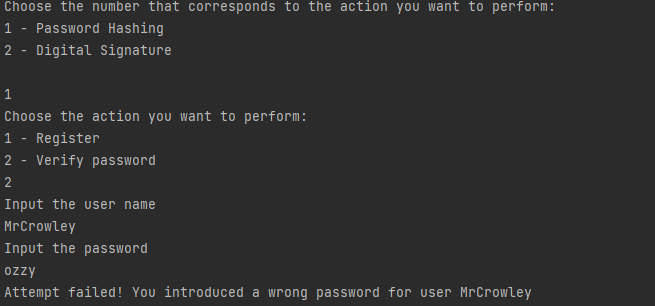 Choose the number that corresponds to the action you want to perform:
1 - Password Hashing
2 - Digital Signature
1
Choose the action you want to perform:
1 - Register
2 - Verify password
2
Input the user name
MrCrowley
Input the password
ozzy
Attempt failed! You introduced a wrong password for user MrCrowley